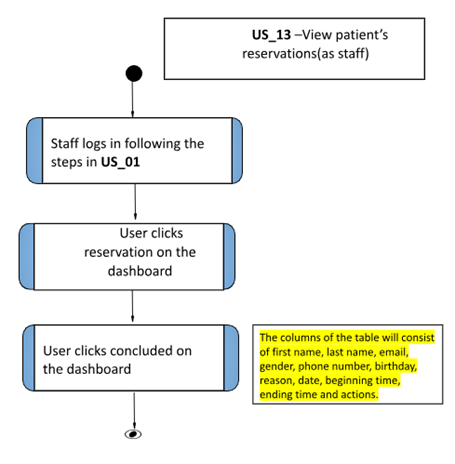 US_13 –View patient's
reservations(as staff)
Staff logs in following the
steps in US_01
User clicks
reservation on the
dashboard
User clicks concluded on
the dashboard
The columns of the table will consist
of first name, last name, email,
gender, phone number, birthday,
reason, date, beginning time,
ending time and actions.